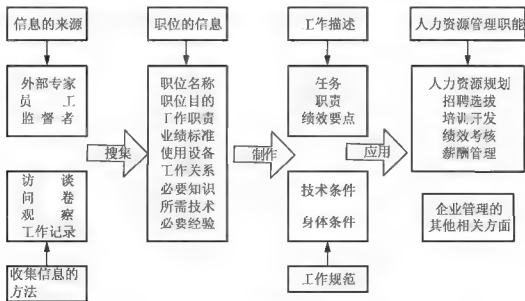 信息的来源
外部专家
员工
监督者
访谈
问卷
观察
工作记录
收集信息的
方法
搜集
职位的信息
职位名称
职位目的
工作职责
业绩标准
使用设备
工作关系
必要知识
所需技术
必要经验
制作
工作描述
任务
职责
绩效要点
技术条件
身体条件
工作规范
应用
人力资源管理职能
人力资源规划
招聘选拔
培训开发
绩效考核
薪酬管理
企业管理的
其他相关方面